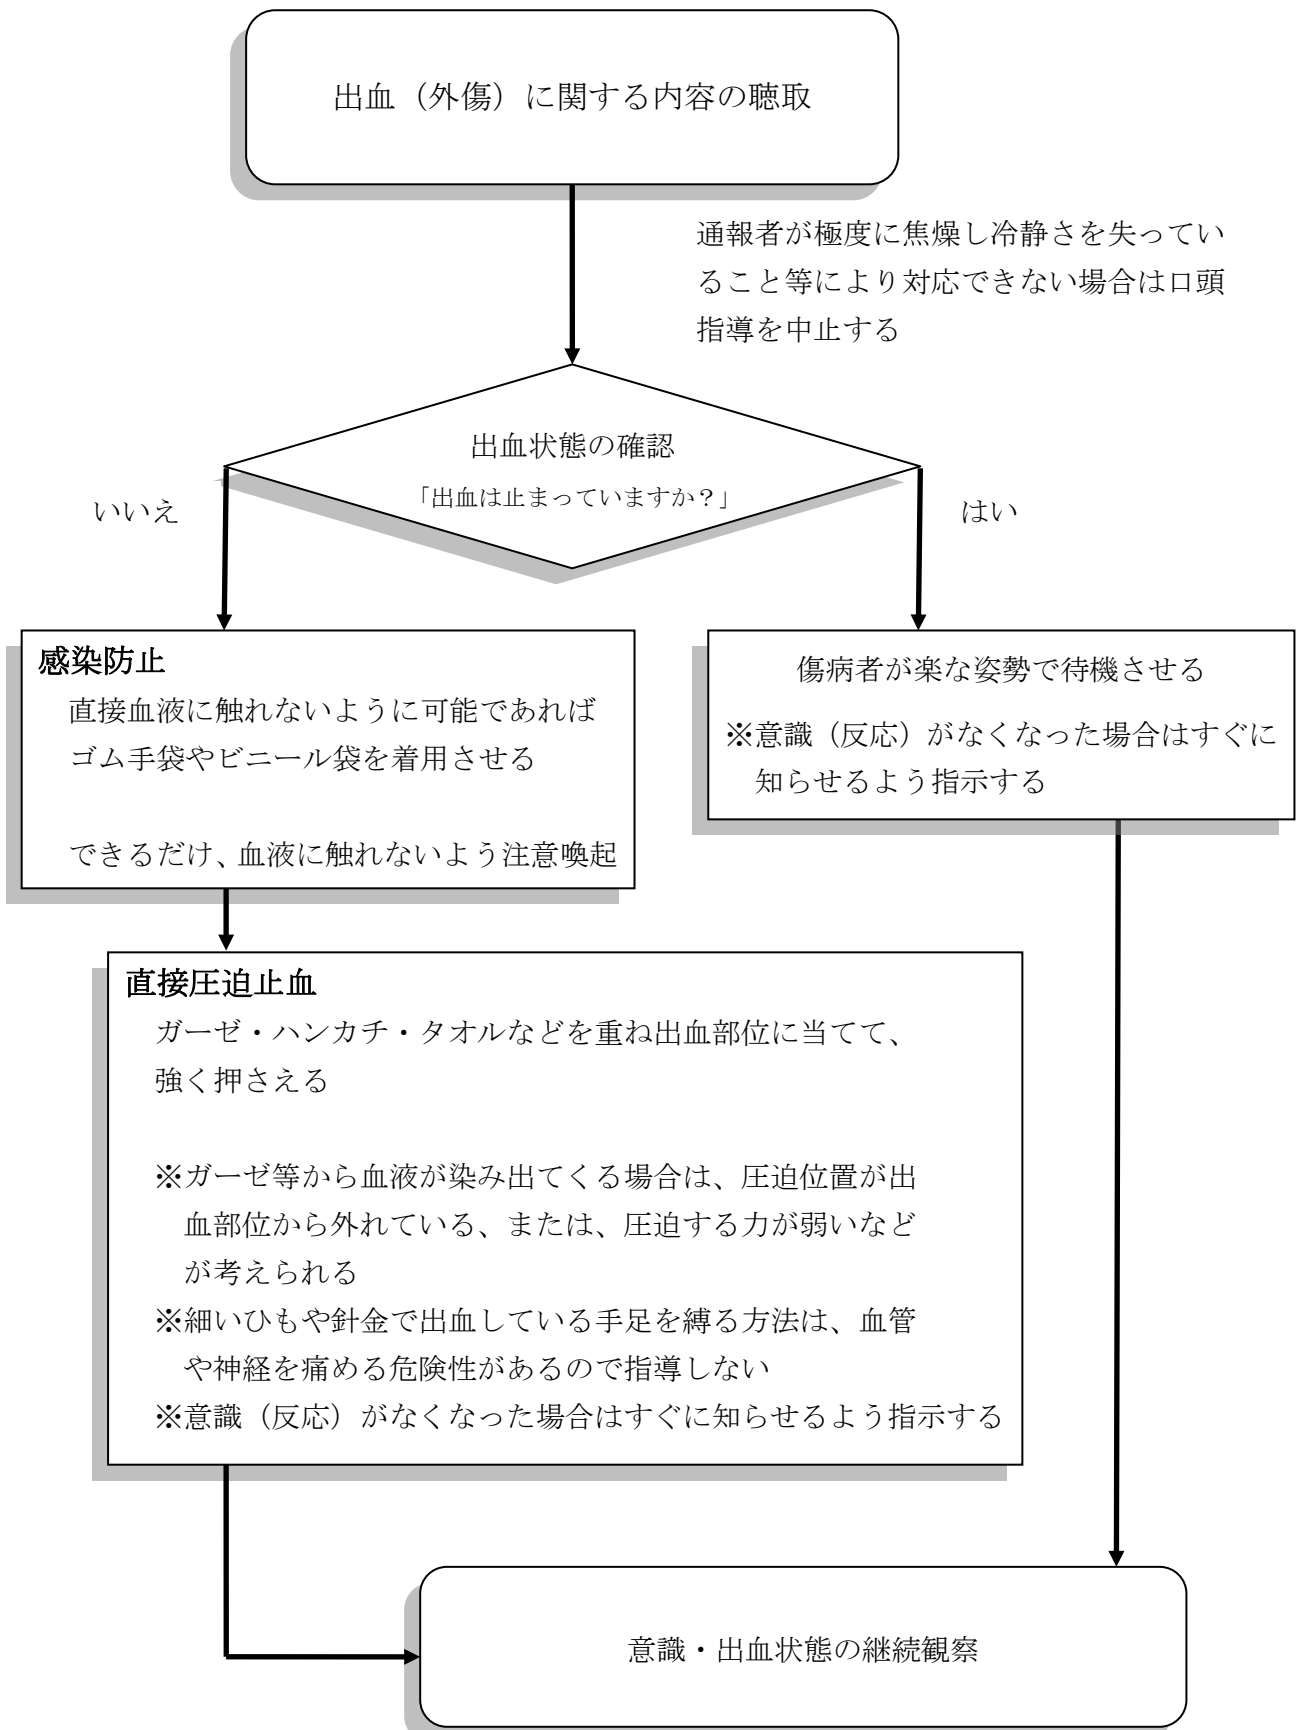 出血（外傷）に関する内容の聴取
通報者が極度に焦燥し冷静さを失ってい
ること等により対応できない場合は口頭
指導を中止する
出血状態の確認
「出血は止まっていますか？」
いいえ
はい
感染防止
直接血液に触れないように可能であれば
ゴム手袋やビニール袋を着用させる
できるだけ、血液に触れないよう注意喚起
傷病者が楽な姿勢で待機させる
※意識（反応）がなくなった場合はすぐに
知らせるよう指示する
直接圧迫止血
ガーゼ・ハンカチ・タオルなどを重ね出血部位に当てて、
強く押さえる
※ガーゼ等から血液が染み出てくる場合は、圧迫位置が出
血部位から外れている、または、圧迫する力が弱いなど
が考えられる
※細いひもや針金で出血している手足を縛る方法は、血管
や神経を痛める危険性があるので指導しない
※意識（反応）がなくなった場合はすぐに知らせるよう指示する
意識・出血状態の継続観察